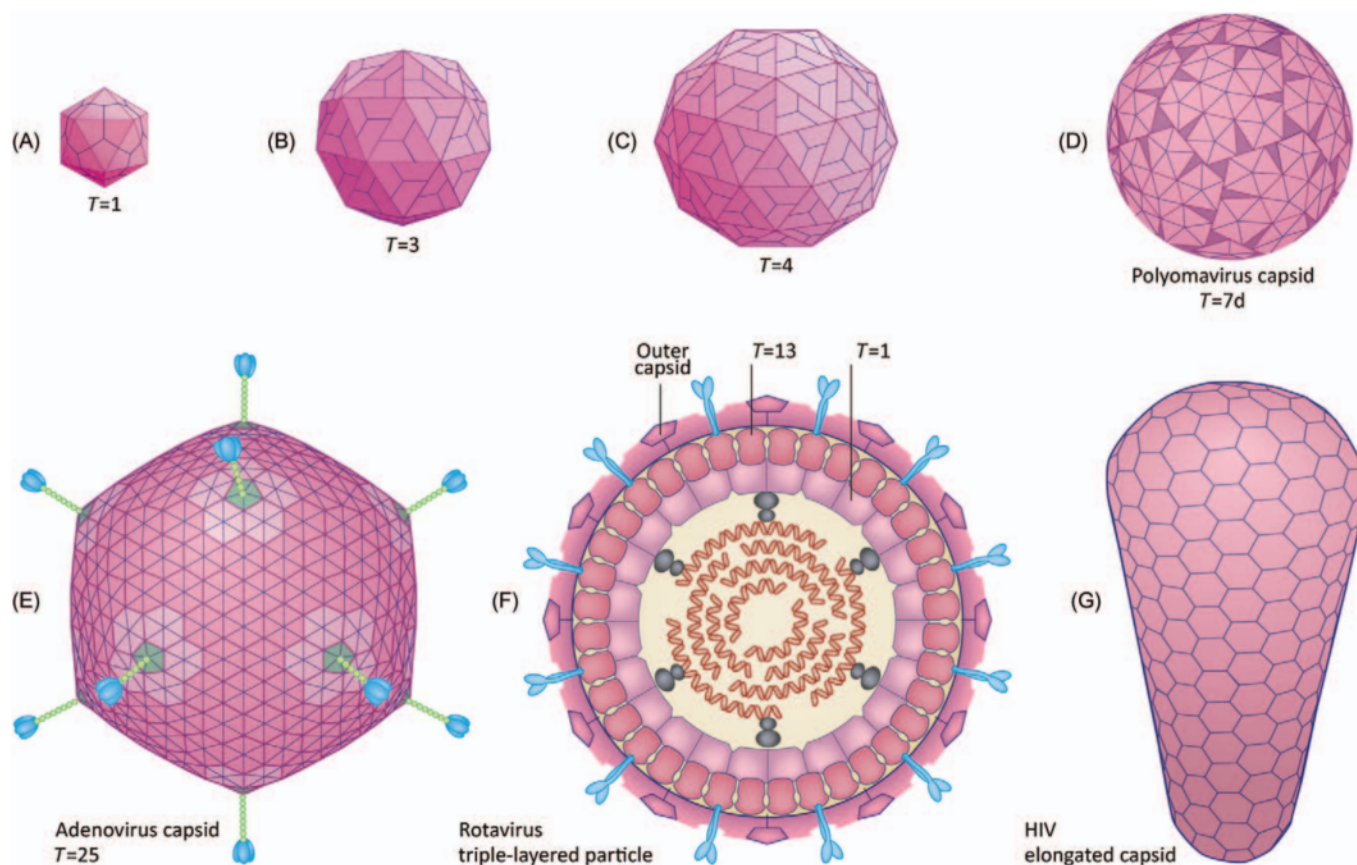 (A)
T=1
(B)
T=3
(C)
T=4
(D)
Polyomavirus capsid
T=7d
(E)
Adenovirus capsid
T=25
Outer
capsid
T=13
T=1
(F)
Rotavirus
triple-layered particle
(G)
HIV
elongated capsid